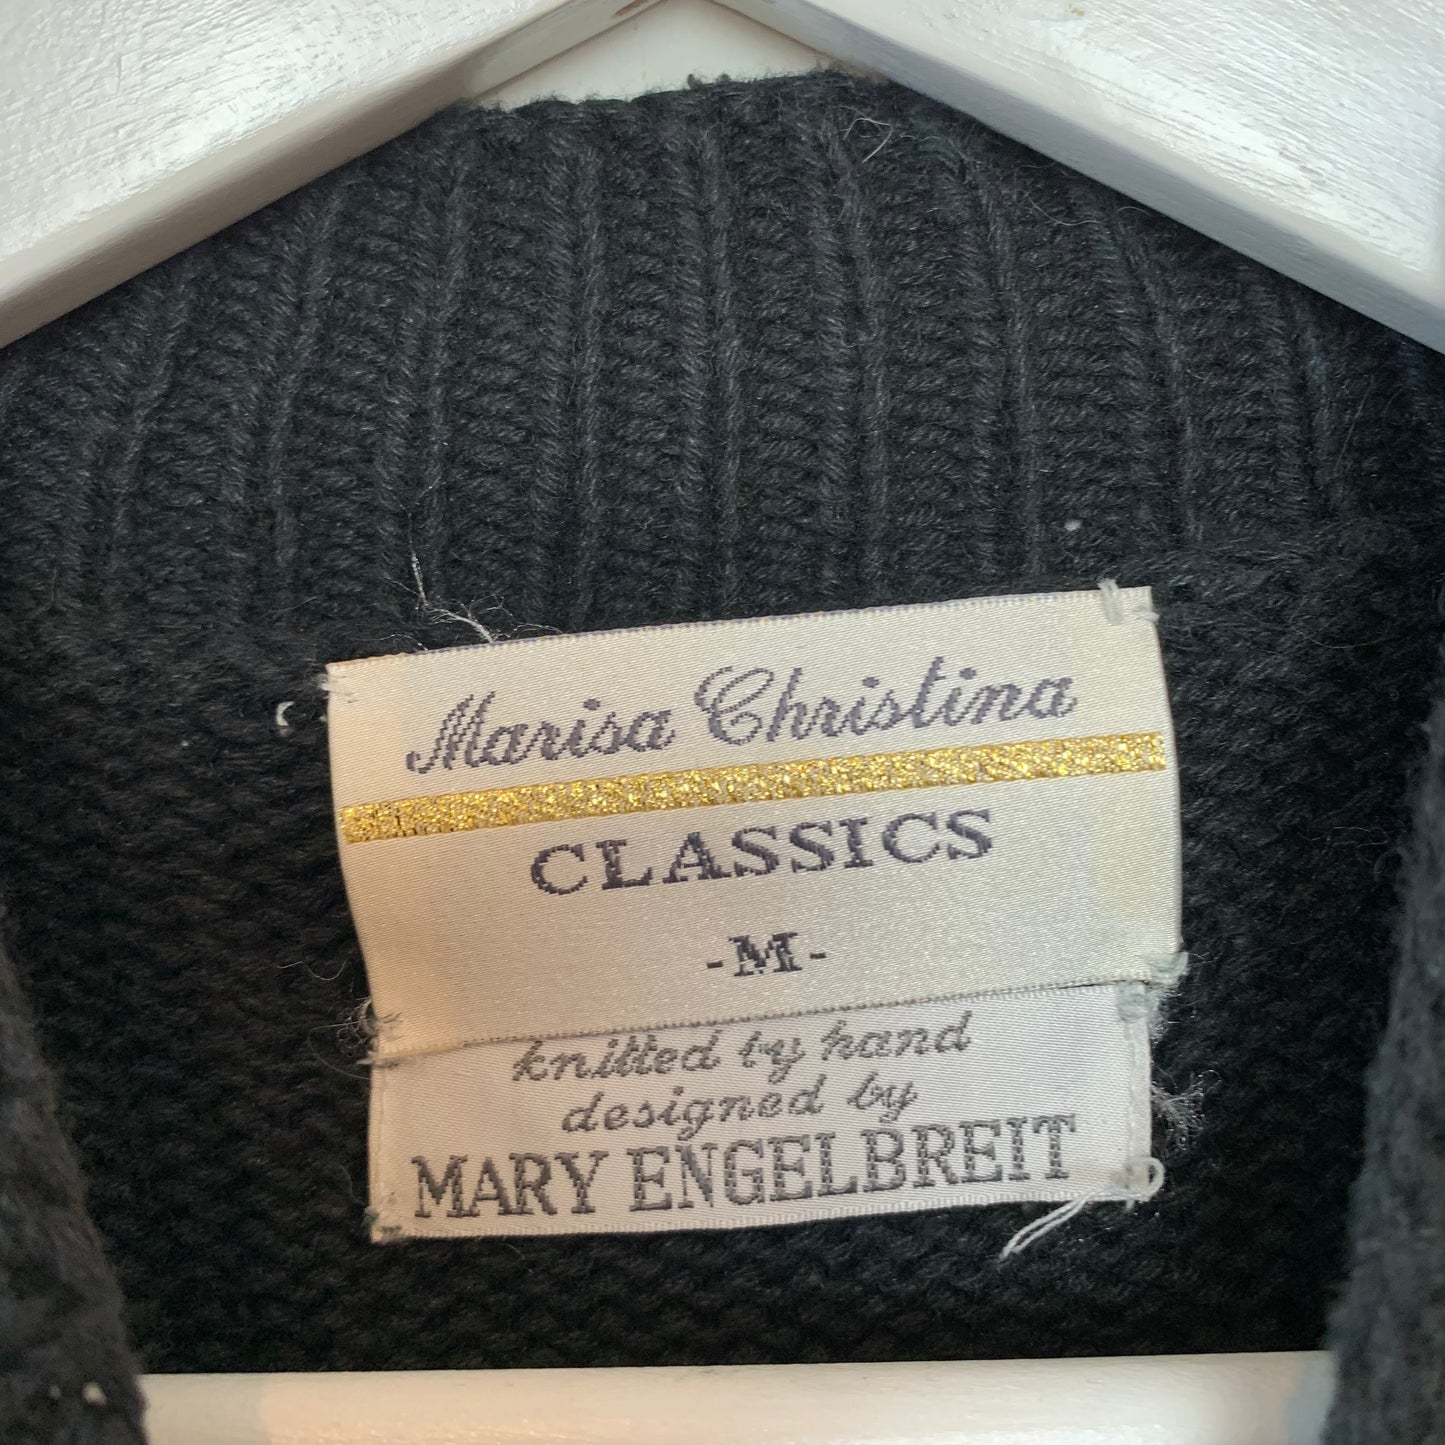 Marisa Christina
CLASSICS
-M-
knitted by hand
designed by
MARY ENGELBREIT